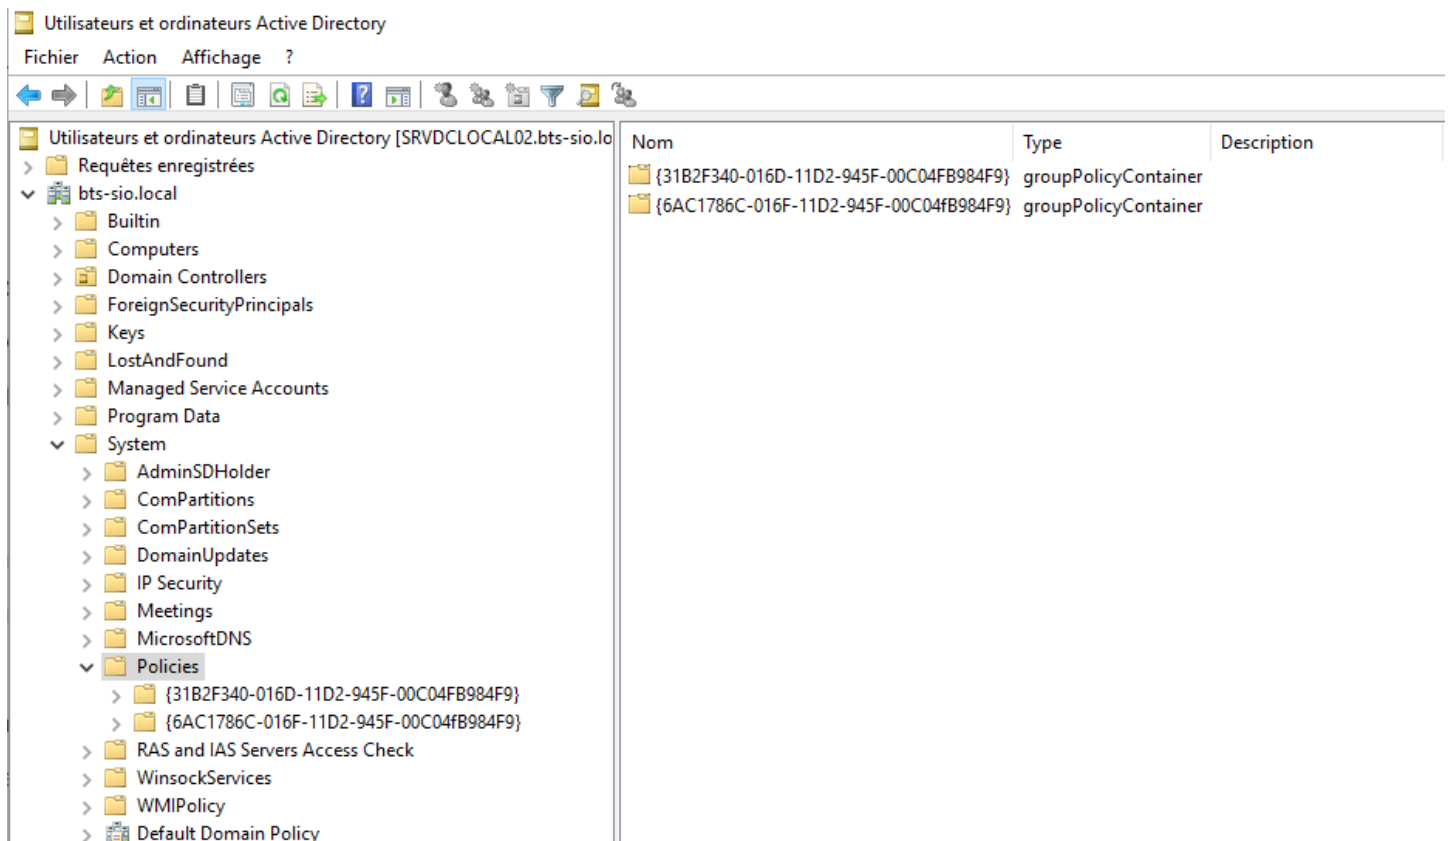 Utilisateurs et ordinateurs Active Directory
Fichier Action Affichage ?
Utilisateurs et ordinateurs Active Directory [SRVDCLOCAL02.bts-sio.lo
Requêtes enregistrées
bts-sio.local
Builtin
Computers
Domain Controllers
ForeignSecurityPrincipals
Keys
LostAndFound
Managed Service Accounts
Program Data
System
AdminSDHolder
ComPartitions
ComPartitionSets
DomainUpdates
IP Security
Meetings
MicrosoftDNS
Policies
{31B2F340-016D-11D2-945F-00C04FB984F9}
{6AC1786C-016F-11D2-945F-00C04fB984F9}
RAS and IAS Servers Access Check
WinsockServices
WMIPolicy
Default Domain Policy
Nom Type Description
{31B2F340-016D-11D2-945F-00C04FB984F9} groupPolicyContainer
{6AC1786C-016F-11D2-945F-00C04fB984F9} groupPolicyContainer